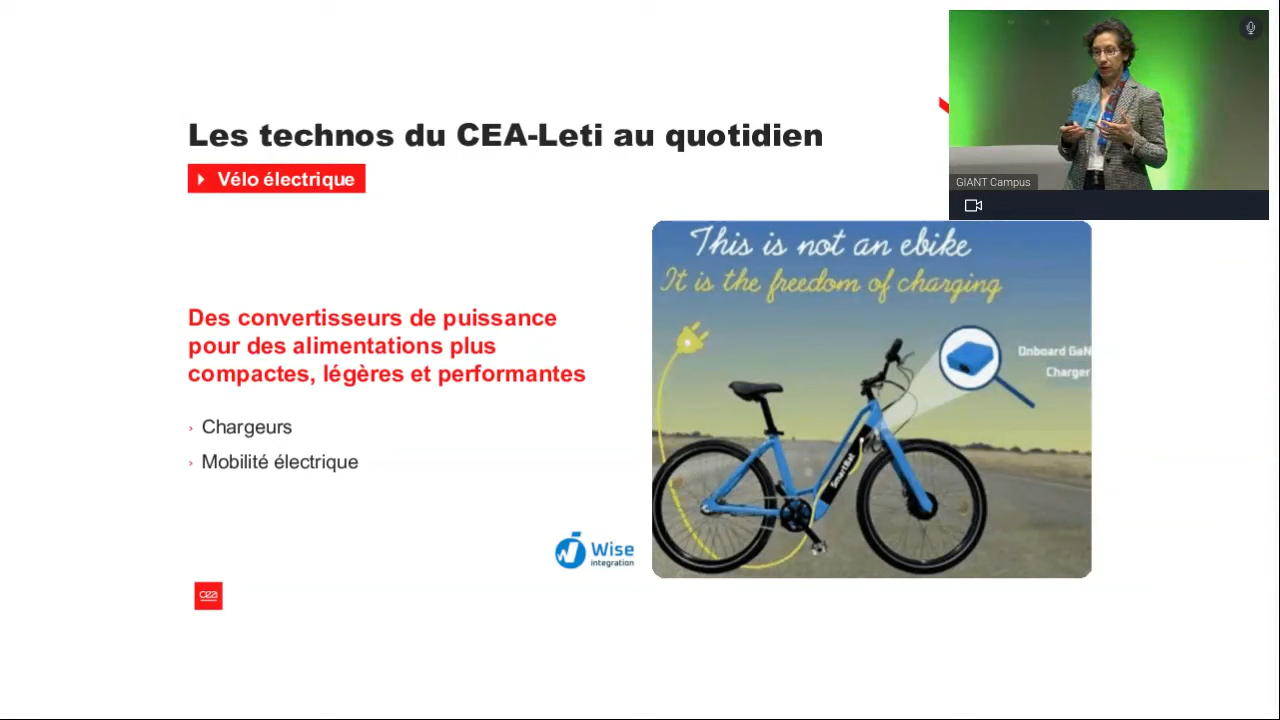 Les technos du CEA-Leti au quotidien
Vélo électrique
GIANT Campus
Des convertisseurs de puissance
pour des alimentations plus
compactes, légères et performantes
› Chargeurs
› Mobilité électrique
This is not an ebike
It is the freedom of charging
Onboard GaN
Charger
SmartBat
Wise
integration
cea